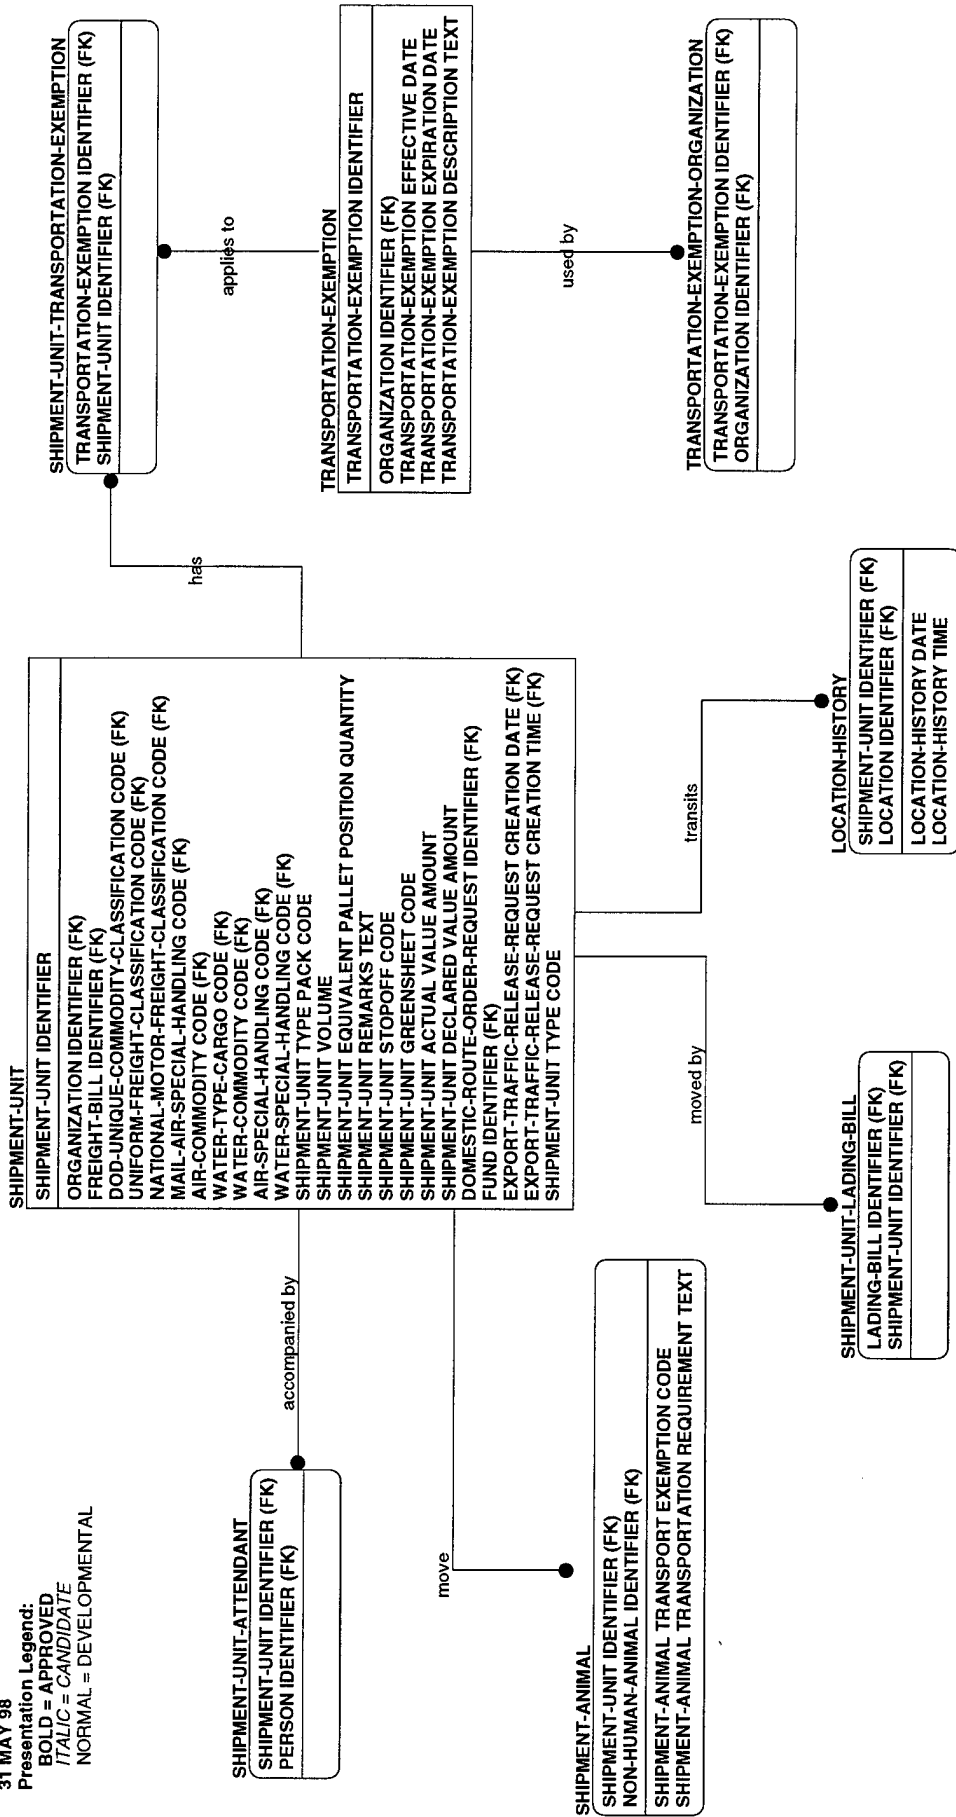 31 MAY 98
Presentation Legend:
BOLD = APPROVED
ITALIC = CANDIDATE
NORMAL = DEVELOPMENTAL
SHIPMENT-UNIT-ATTENDANT
SHIPMENT-UNIT IDENTIFIER (FK)
PERSON IDENTIFIER (FK)
accompanied by
SHIPMENT-ANIMAL
SHIPMENT-UNIT IDENTIFIER (FK)
NON-HUMAN-ANIMAL IDENTIFIER (FK)
SHIPMENT-ANIMAL TRANSPORT EXEMPTION CODE
SHIPMENT-ANIMAL TRANSPORTATION REQUIREMENT TEXT
move
SHIPMENT-UNIT
SHIPMENT-UNIT IDENTIFIER
ORGANIZATION IDENTIFIER (FK)
FREIGHT-BILL IDENTIFIER (FK)
DOD-UNIQUE-COMMODITY-CLASSIFICATION CODE (FK)
UNIFORM-FREIGHT-CLASSIFICATION CODE (FK)
NATIONAL-MOTOR-FREIGHT-CLASSIFICATION CODE (FK)
MAIL-AIR-SPECIAL-HANDLING CODE (FK)
AIR-COMMODITY CODE (FK)
WATER-TYPE-CARGO CODE (FK)
WATER-COMMODITY CODE (FK)
AIR-SPECIAL-HANDLING CODE (FK)
WATER-SPECIAL-HANDLING CODE (FK)
SHIPMENT-UNIT TYPE PACK CODE
SHIPMENT-UNIT VOLUME
SHIPMENT-UNIT EQUIVALENT PALLET POSITION QUANTITY
SHIPMENT-UNIT REMARKS TEXT
SHIPMENT-UNIT STOPOFF CODE
SHIPMENT-UNIT GREENSHEET CODE
SHIPMENT-UNIT ACTUAL VALUE AMOUNT
SHIPMENT-UNIT DECLARED VALUE AMOUNT
DOMESTIC-ROUTE-ORDER-REQUEST IDENTIFIER (FK)
FUND IDENTIFIER (FK)
EXPORT-TRAFFIC-RELEASE-REQUEST CREATION DATE (FK)
EXPORT-TRAFFIC-RELEASE-REQUEST CREATION TIME (FK)
SHIPMENT-UNIT TYPE CODE
moved by
SHIPMENT-UNIT-LADING-BILL
LADING-BILL IDENTIFIER (FK)
SHIPMENT-UNIT IDENTIFIER (FK)
transits
LOCATION-HISTORY
SHIPMENT-UNIT IDENTIFIER (FK)
LOCATION IDENTIFIER (FK)
LOCATION-HISTORY DATE
LOCATION-HISTORY TIME
has
SHIPMENT-UNIT-TRANSPORTATION-EXEMPTION
TRANSPORTATION-EXEMPTION IDENTIFIER (FK)
SHIPMENT-UNIT IDENTIFIER (FK)
applies to
TRANSPORTATION-EXEMPTION
TRANSPORTATION-EXEMPTION IDENTIFIER
ORGANIZATION IDENTIFIER (FK)
TRANSPORTATION-EXEMPTION EFFECTIVE DATE
TRANSPORTATION-EXEMPTION EXPIRATION DATE
TRANSPORTATION-EXEMPTION DESCRIPTION TEXT
used by
TRANSPORTATION-EXEMPTION-ORGANIZATION
TRANSPORTATION-EXEMPTION IDENTIFIER (FK)
ORGANIZATION IDENTIFIER (FK)